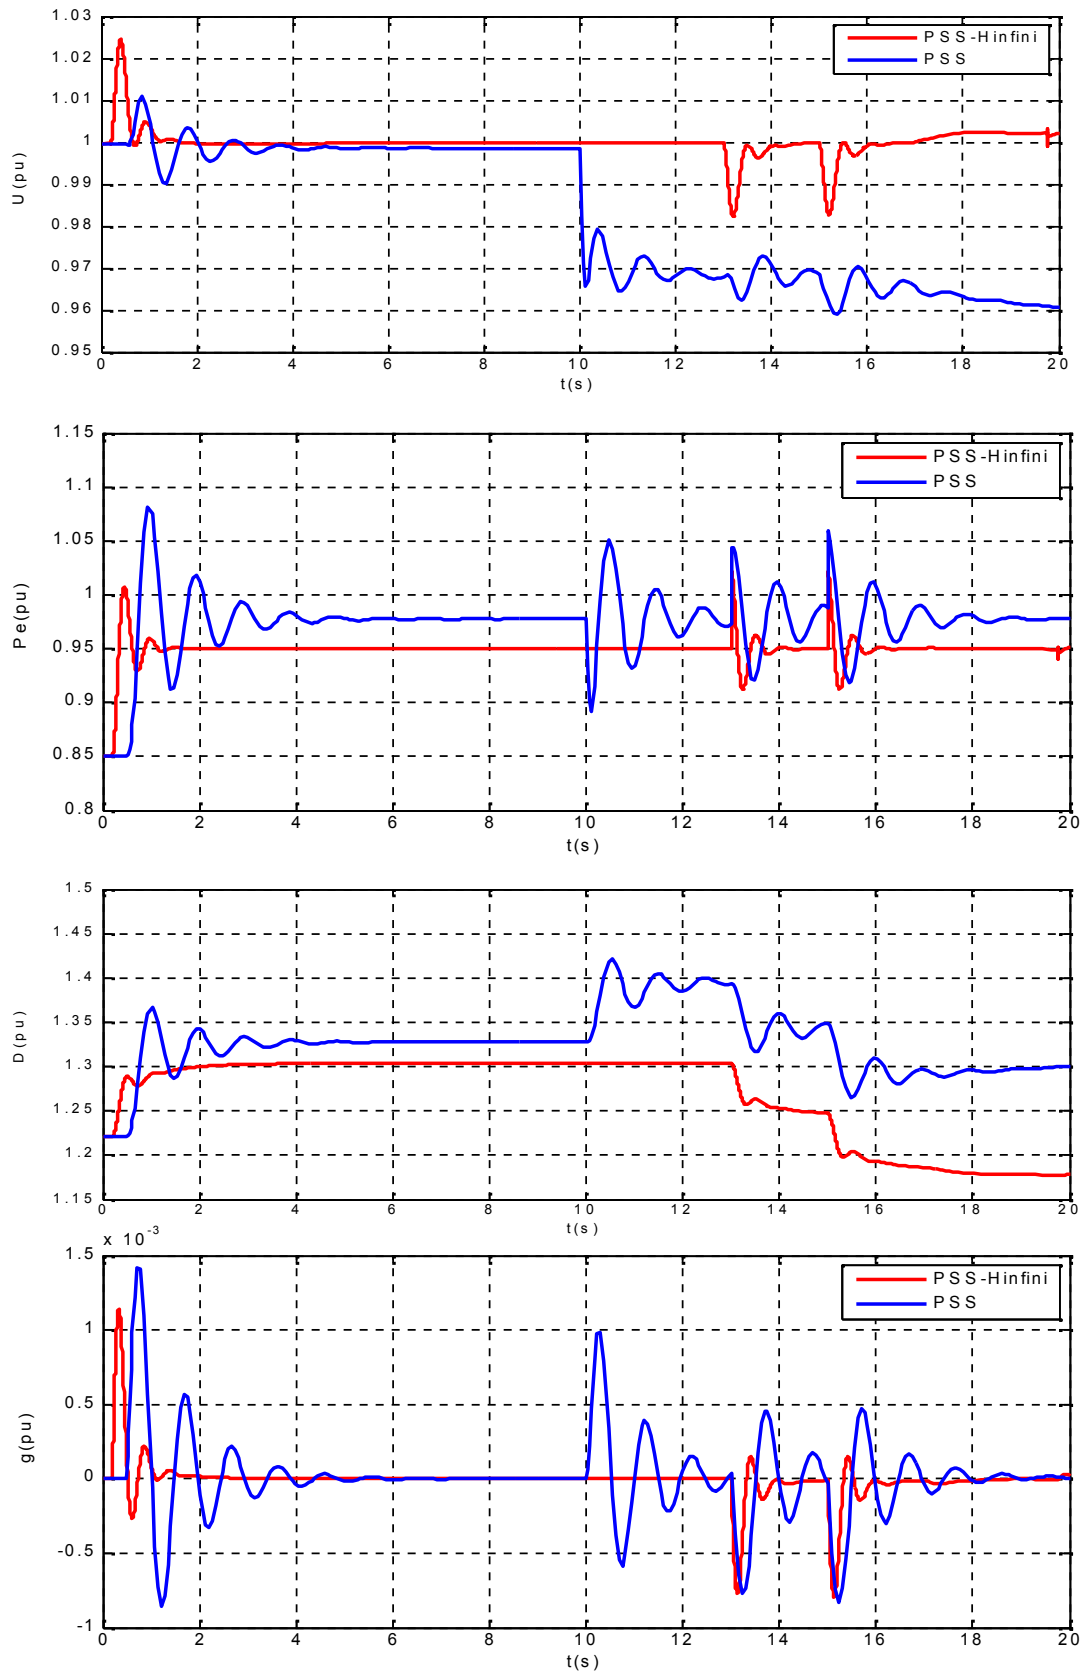 1.03
1.02
1.01
1
0.99
0.98
0.97
0.96
0.95
U(pu)
PSS-Hinfini
PSS
0 2 4 6 8 10 12 14 16 18 20
t(s)
1.15
1.1
1.05
1
0.95
0.9
0.85
0.8
Pe(pu)
PSS-Hinfini
PSS
0 2 4 6 8 10 12 14 16 18 20
t(s)
1.5
1.45
1.4
1.35
1.3
1.25
1.2
1.15
D(pu)
0 2 4 6 8 10 12 14 16 18 20
t(s)
x 10-3
1.5
1
0.5
0
-0.5
-1
g(pu)
PSS-Hinfini
PSS
0 2 4 6 8 10 12 14 16 18 20
t(s)